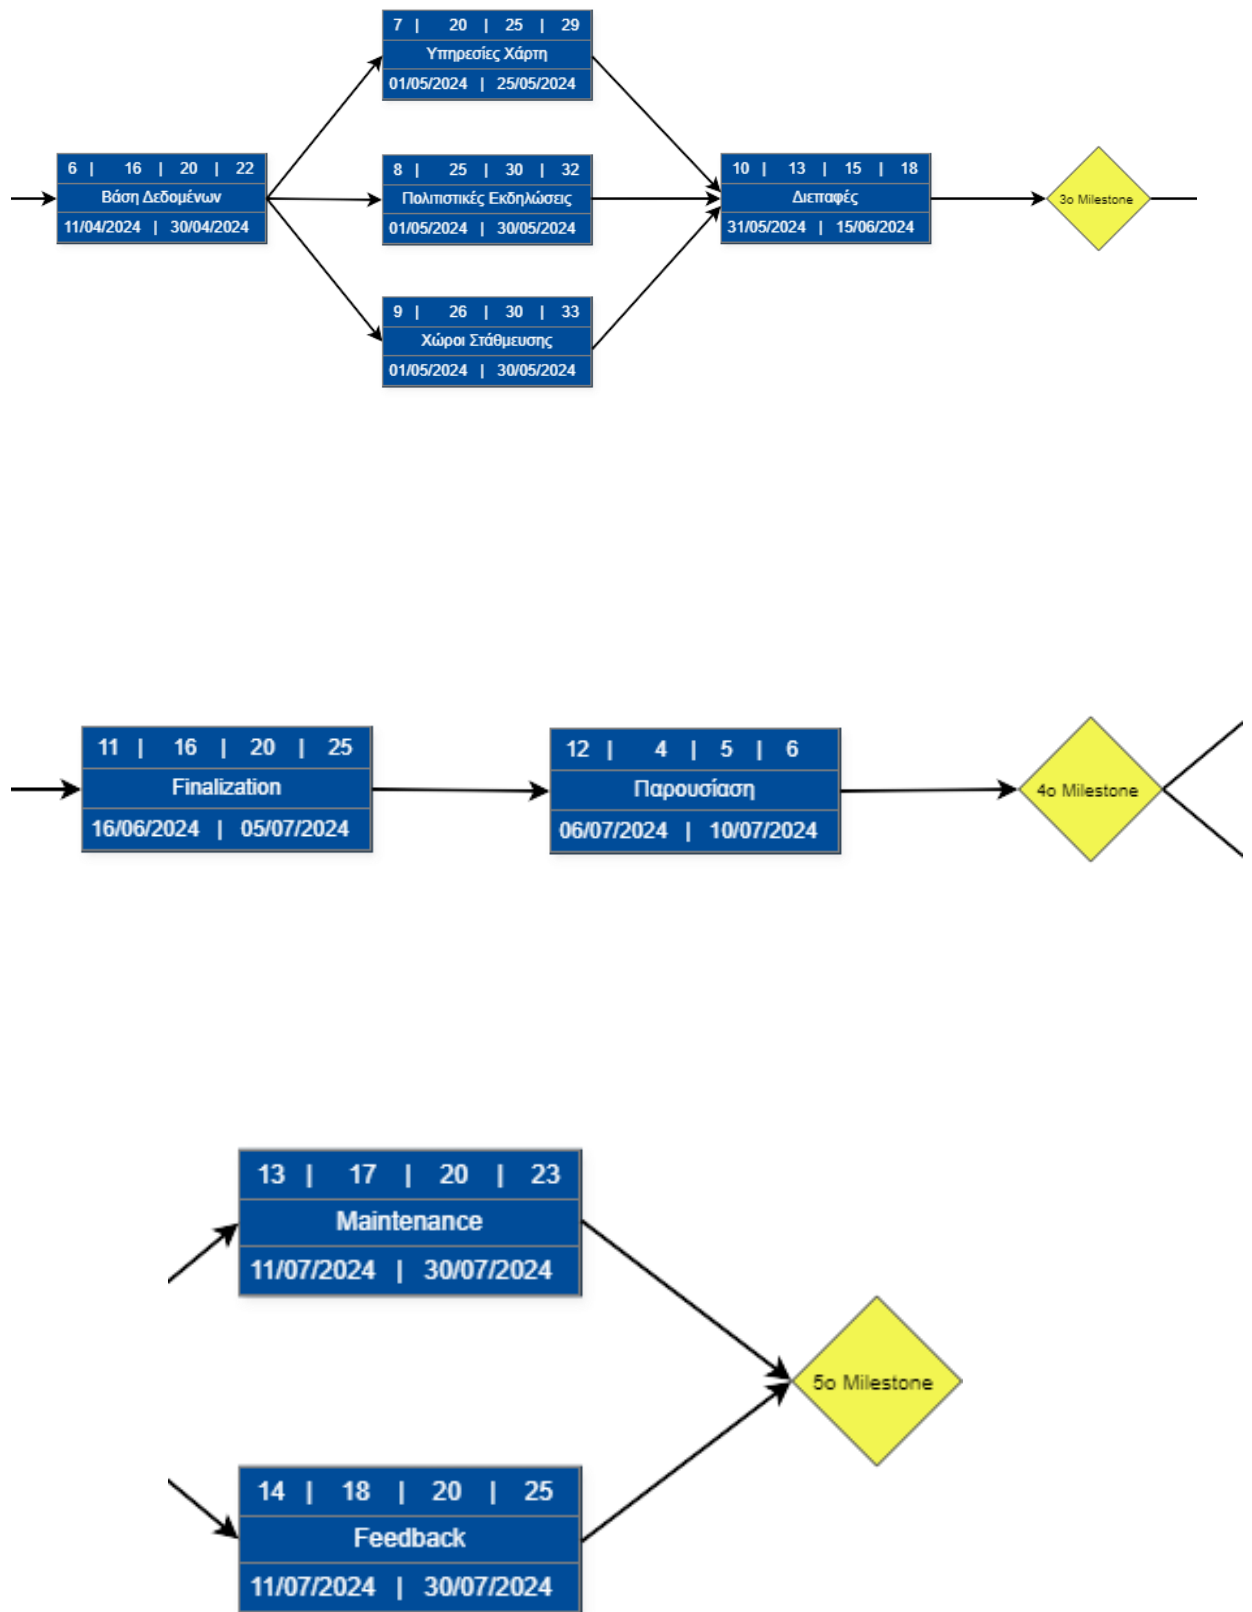 7 | 20 | 25 | 29
Υπηρεσίες Χάρτη
01/05/2024 | 25/05/2024
6 | 16 | 20 | 22
Βάση Δεδομένων
11/04/2024 | 30/04/2024
8 | 25 | 30 | 32
Πολιτιστικές Εκδηλώσεις
01/05/2024 | 30/05/2024
10 | 13 | 15 | 18
Διεπαφές
31/05/2024 | 15/06/2024
3ο Milestone
9 | 26 | 30 | 33
Χώροι Στάθμευσης
01/05/2024 | 30/05/2024
11 | 16 | 20 | 25
Finalization
16/06/2024 | 05/07/2024
12 | 4 | 5 | 6
Παρουσίαση
06/07/2024 | 10/07/2024
4ο Milestone
13 | 17 | 20 | 23
Maintenance
11/07/2024 | 30/07/2024
5ο Milestone
14 | 18 | 20 | 25
Feedback
11/07/2024 | 30/07/2024